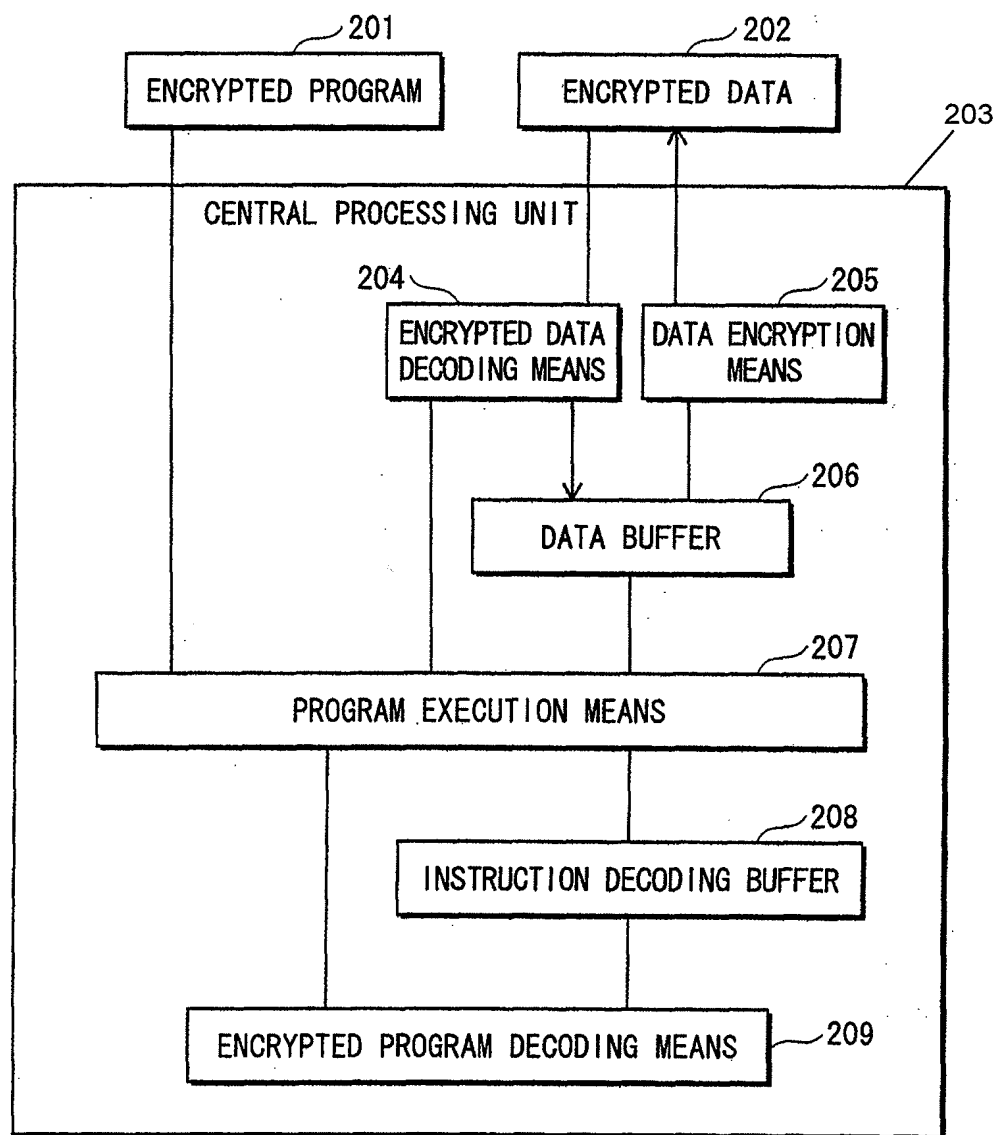 201
202
ENCRYPTED PROGRAM
ENCRYPTED DATA
203
CENTRAL PROCESSING UNIT
204
205
ENCRYPTED DATA
DECODING MEANS
DATA ENCRYPTION
MEANS
206
DATA BUFFER
207
PROGRAM EXECUTION MEANS
208
INSTRUCTION DECODING BUFFER
ENCRYPTED PROGRAM DECODING MEANS
209